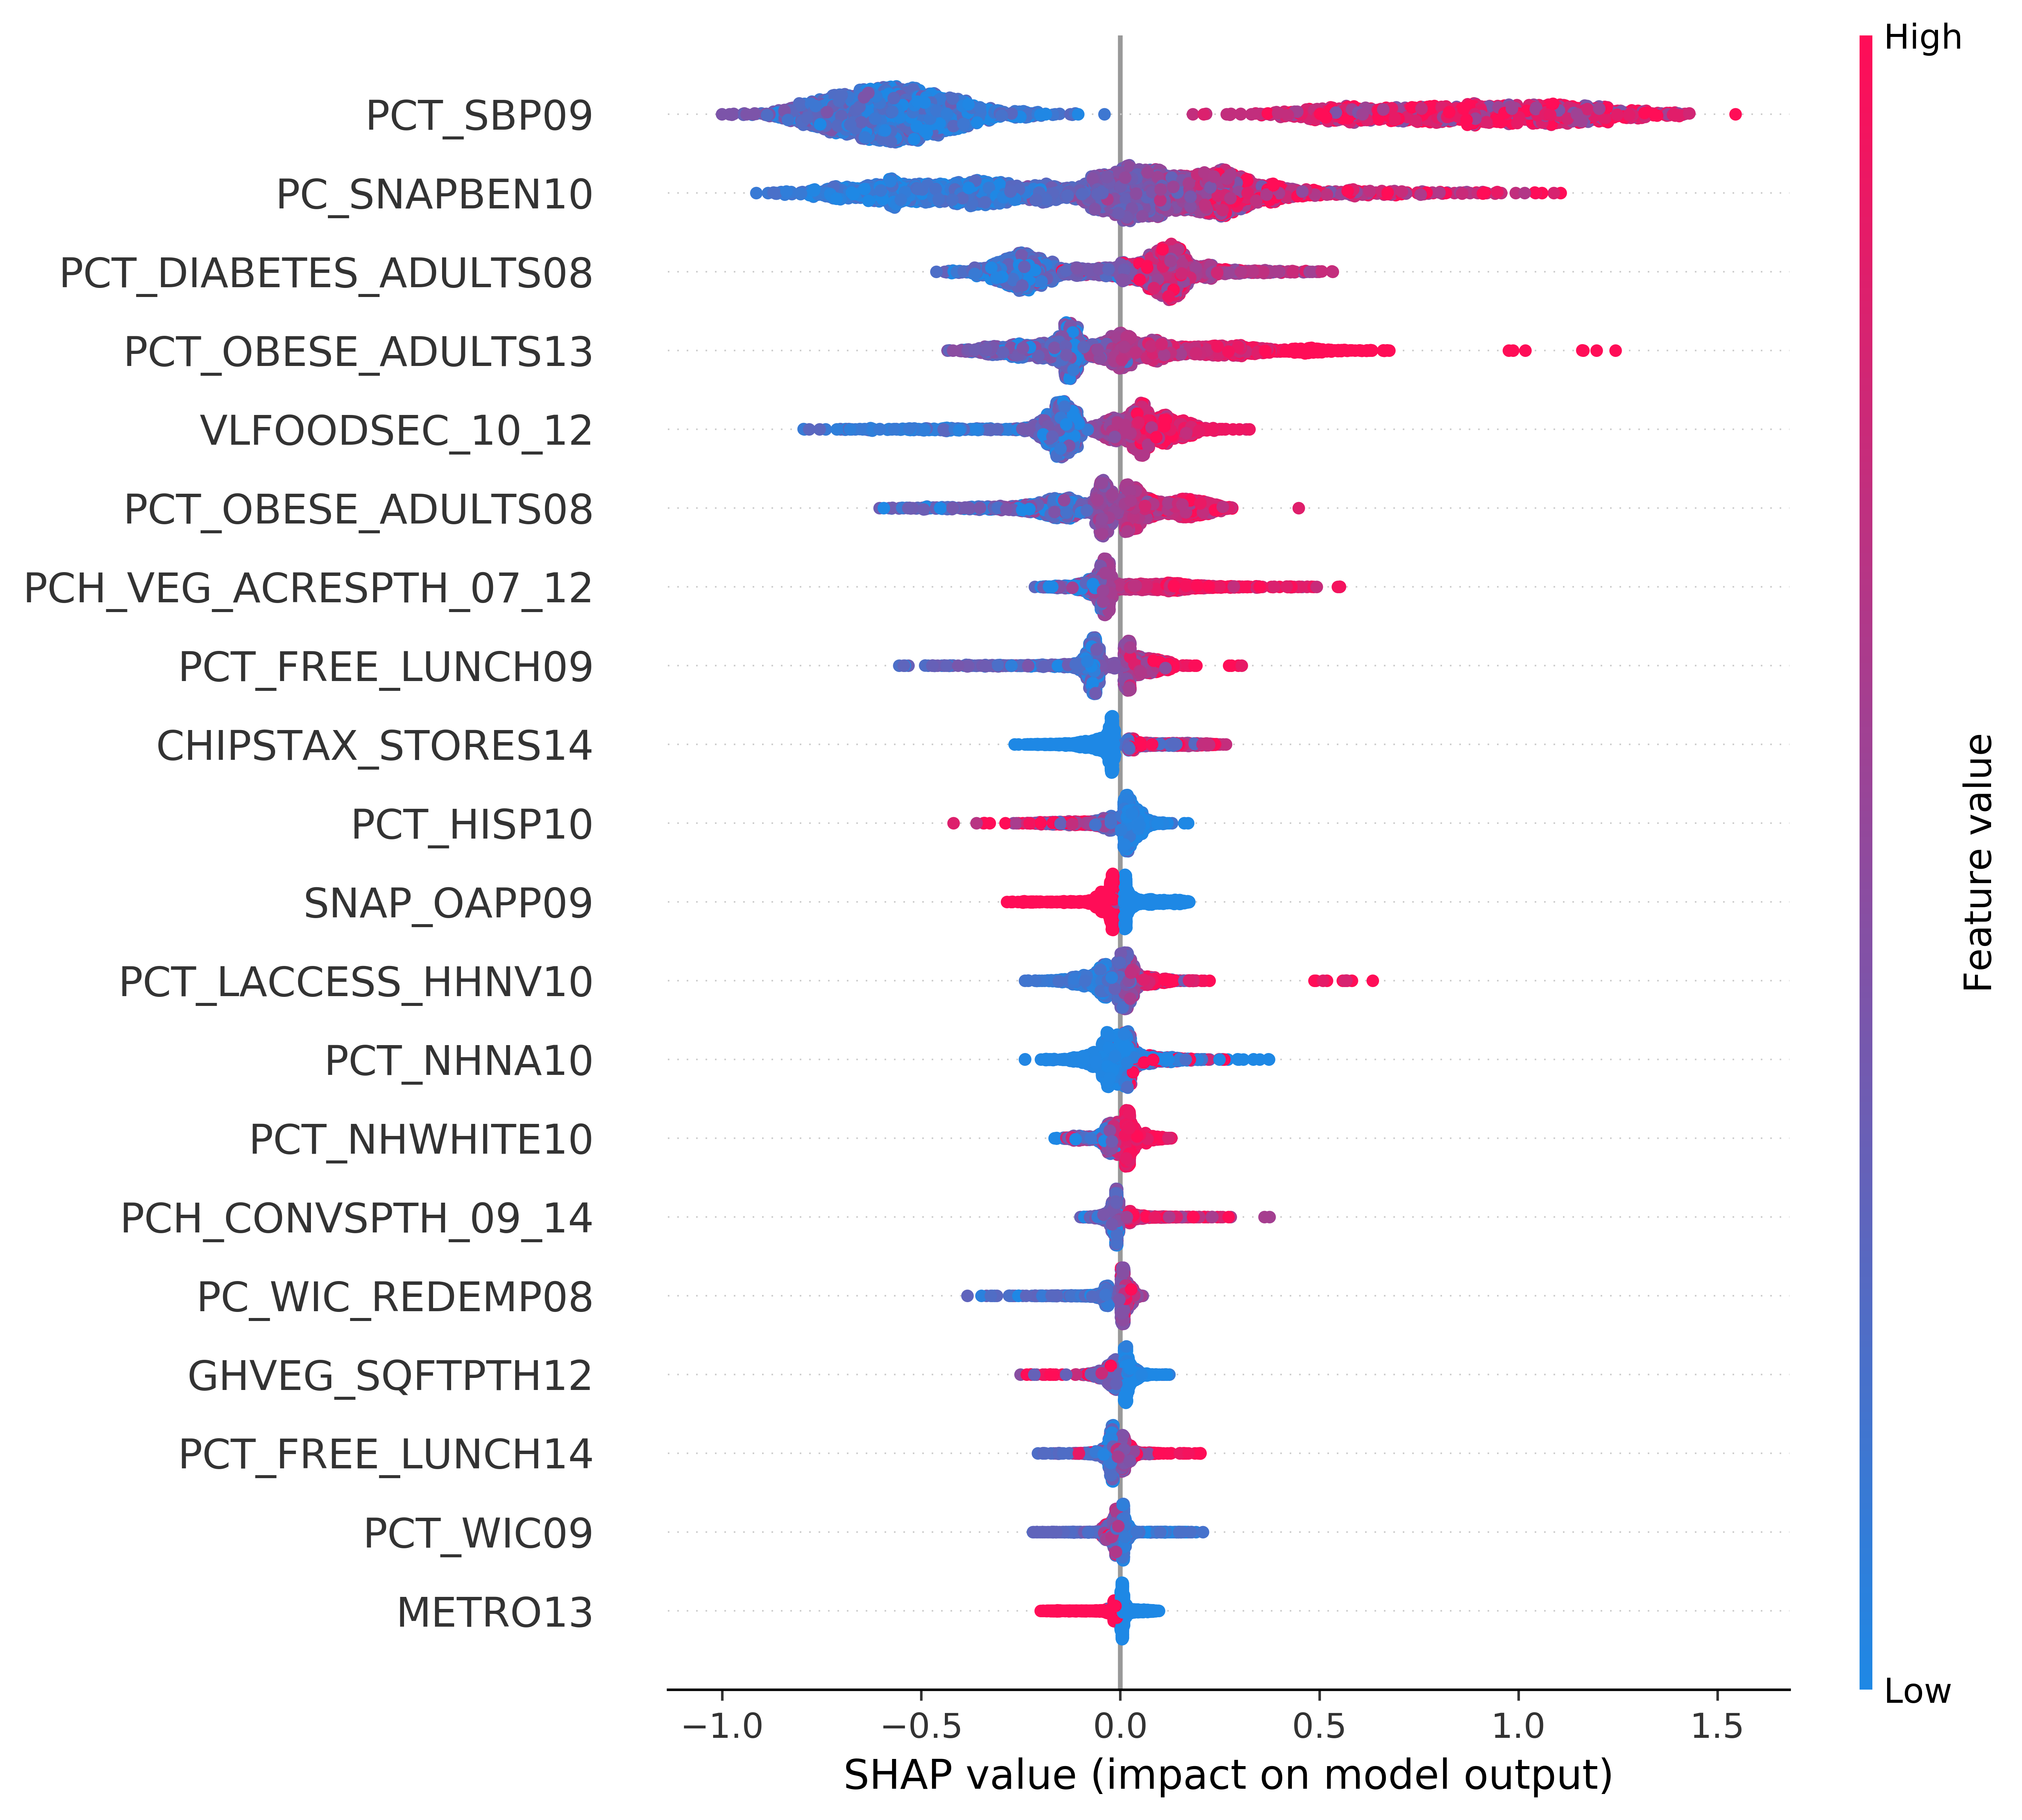 High
PCT_SBP09
PC_SNAPBEN10
PCT_DIABETES_ADULTS08
PCT_OBESE_ADULTS13
VLFOODSEC_10_12
PCT_OBESE_ADULTS08
PCH_VEG_ACRESPTH_07_12
PCT_FREE_LUNCH09
CHIPSTAX_STORES14
PCT_HISP10
SNAP_OAPP09
PCT_LACCESS_HHNV10
PCT_NHNA10
PCT_NHWHITE10
PCH_CONVSPTH_09_14
PC_WIC_REDEMP08
GHVEG_SQFTPTH12
PCT_FREE_LUNCH14
PCT_WIC09
METRO13
Feature value
Low
−1.0 −0.5 0.0 0.5 1.0 1.5
SHAP value (impact on model output)